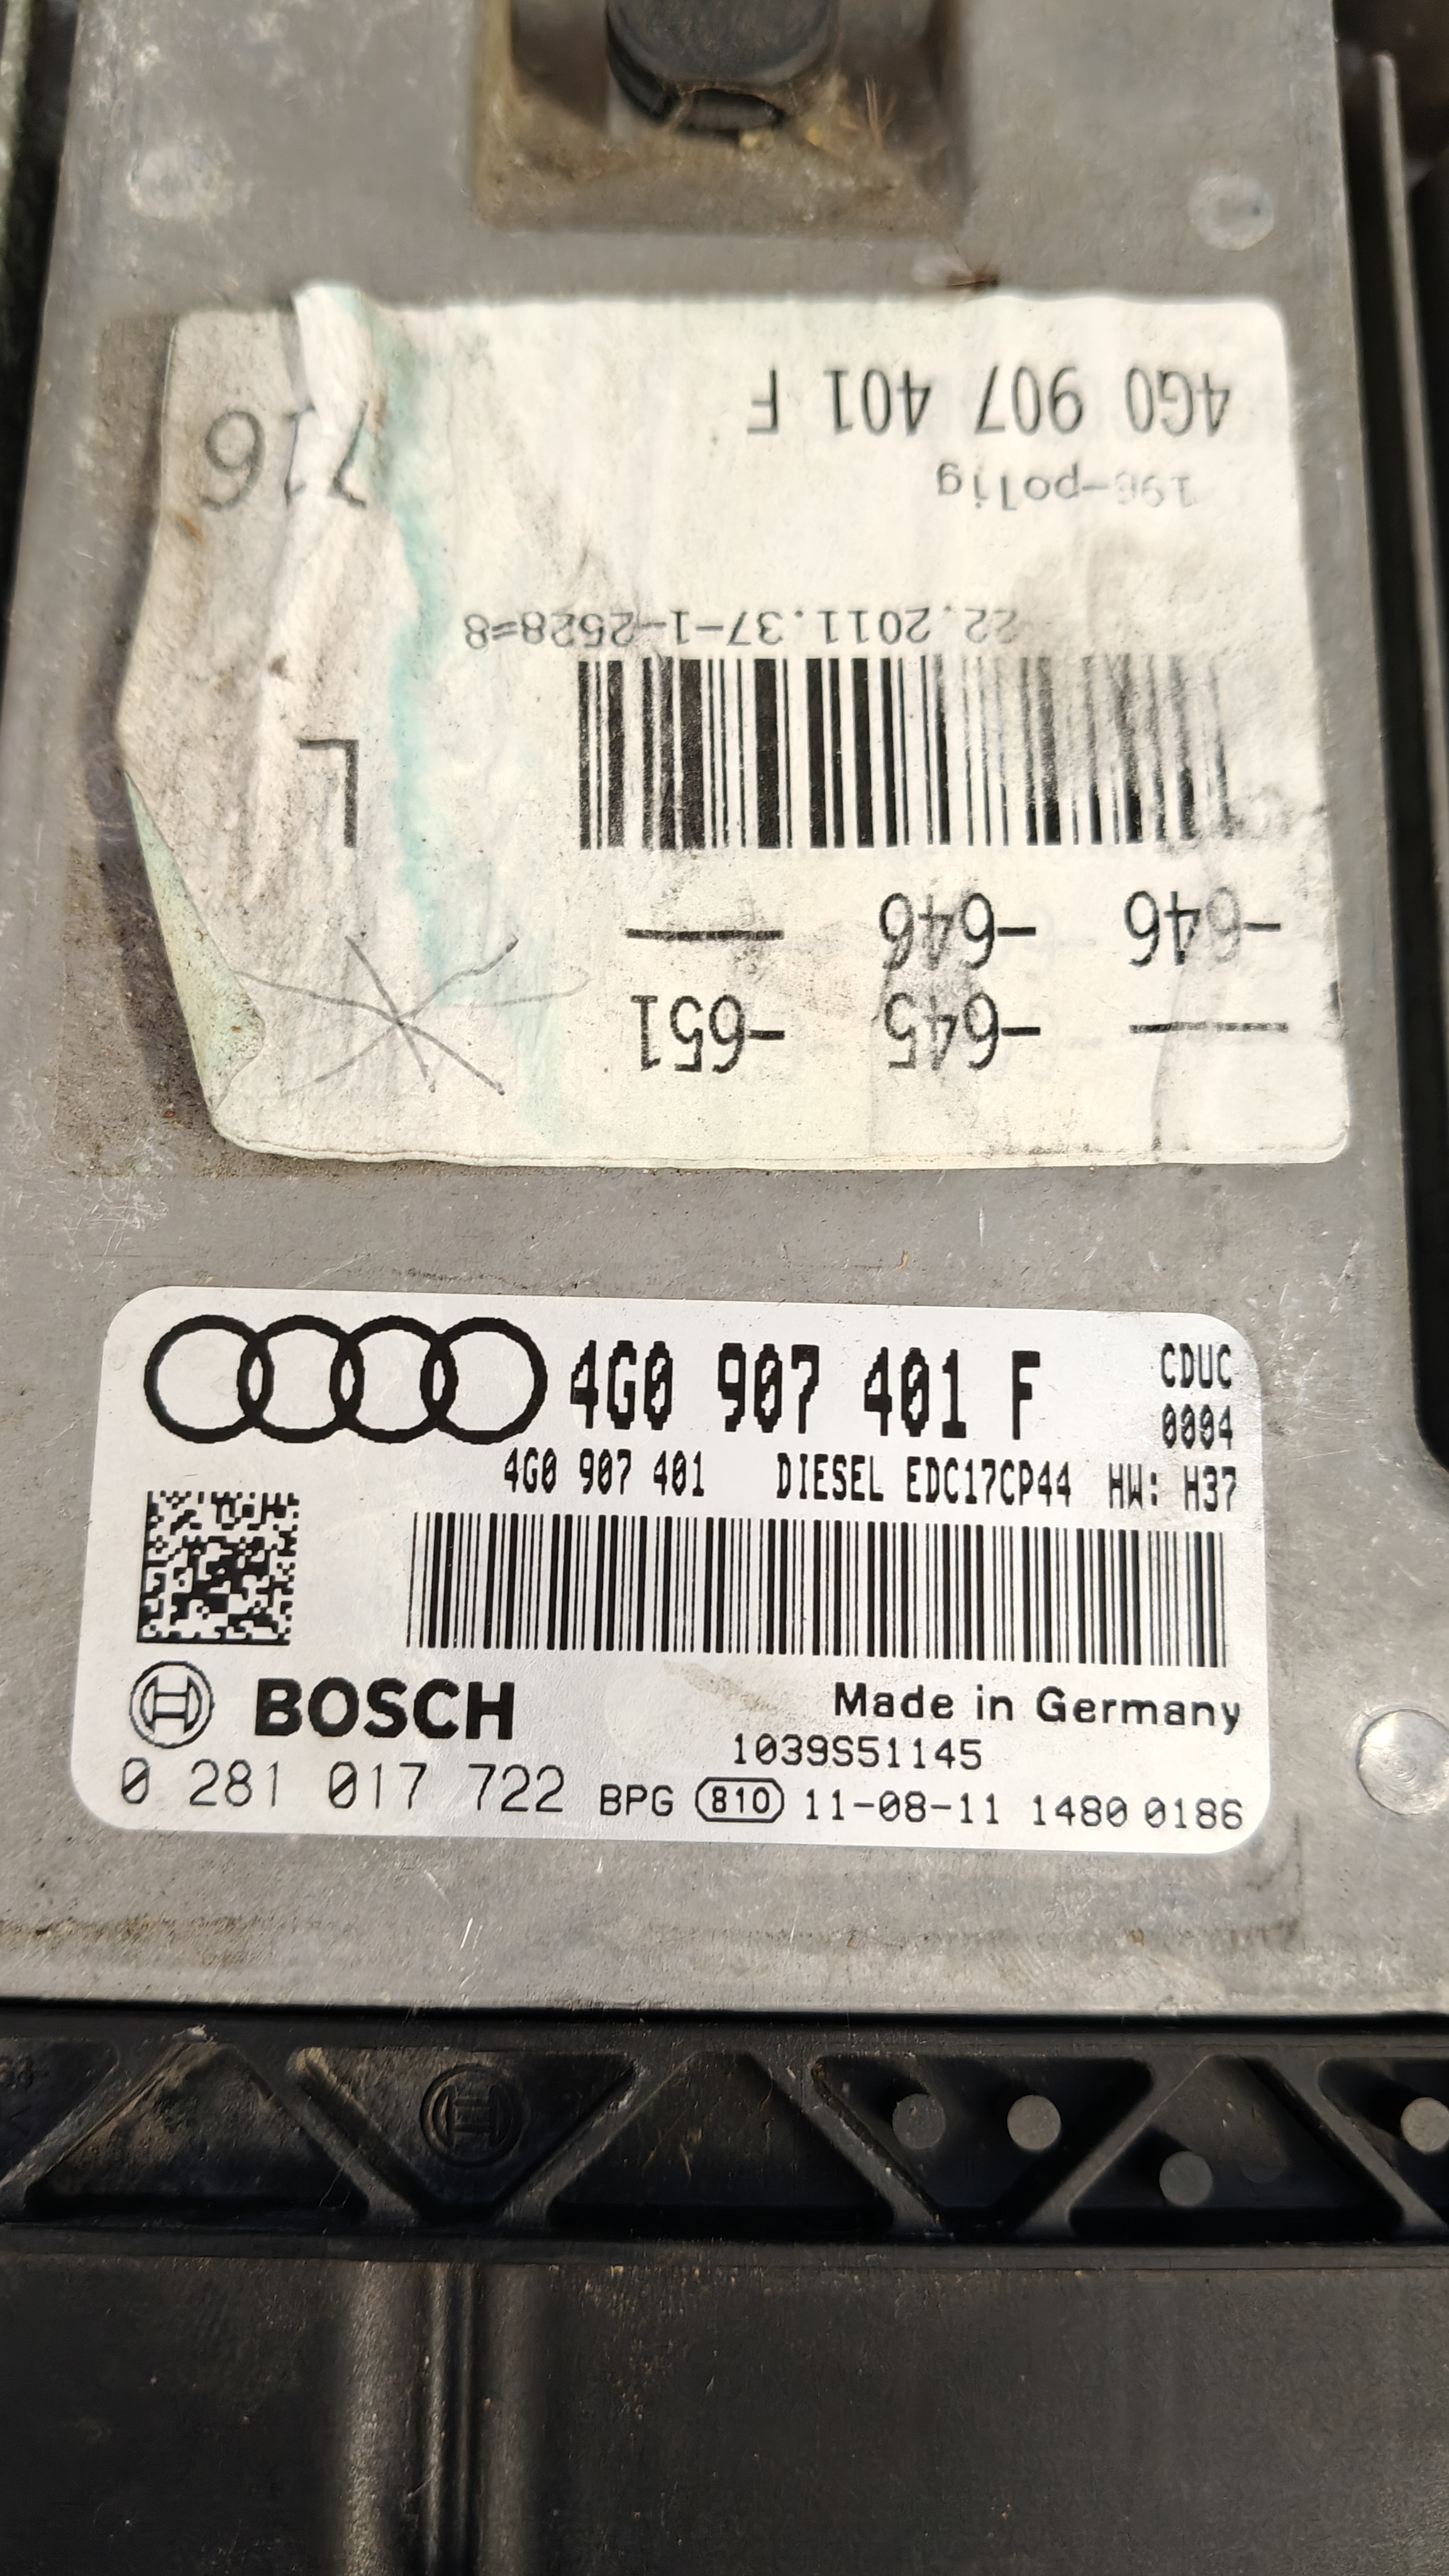 4G0 907 401 F
196-polig
716
22.2011.37-1-2528=8
L
-646 -646
-645 -651
4G0 907 401 F
CDUC
0004
4G0 907 401 DIESEL EDC17CP44 HW: H37
BOSCH
Made in Germany
1039S51145
0 281 017 722 BPG 810 11-08-11 1480 0186